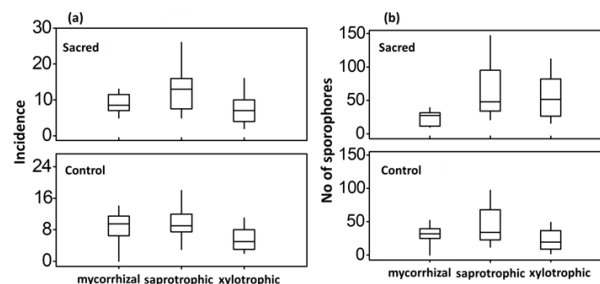 (a)
Sacred
30
20
10
0
Incidence
Control
24
16
8
0
mycorrhizal saprotrophic xylotrophic
(b)
Sacred
150
100
50
0
No of sporophores
Control
150
100
50
0
mycorrhizal saprotrophic xylotrophic